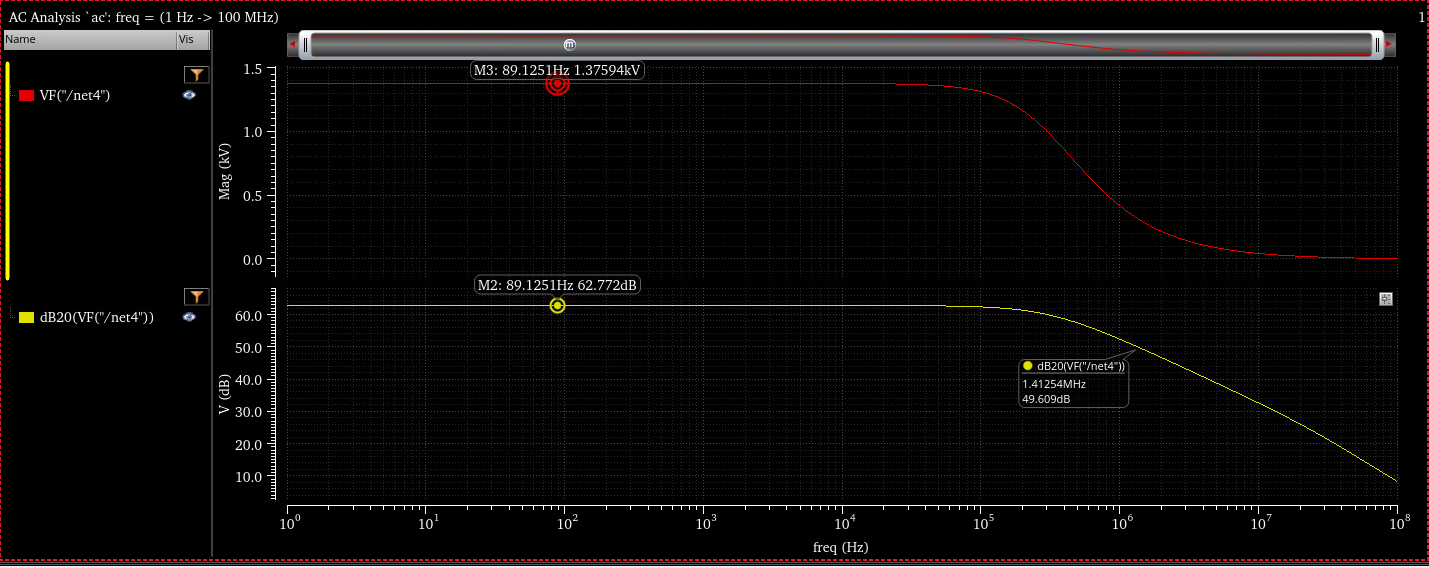 AC Analysis `ac': freq = (1 Hz -> 100 MHz)
1
Name
Vis
VF("/net4")
dB20(VF("/net4"))
m
M3: 89.1251Hz 1.37594kV
1.5
1.0
0.5
0.0
Mag (kV)
M2: 89.1251Hz 62.772dB
60.0
50.0
40.0
30.0
20.0
10.0
V (dB)
dB20(VF("/net4"))
1.41254MHz
49.609dB
10⁰ 10¹ 10² 10³ 10⁴ 10⁵ 10⁶ 10⁷ 10⁸
freq (Hz)